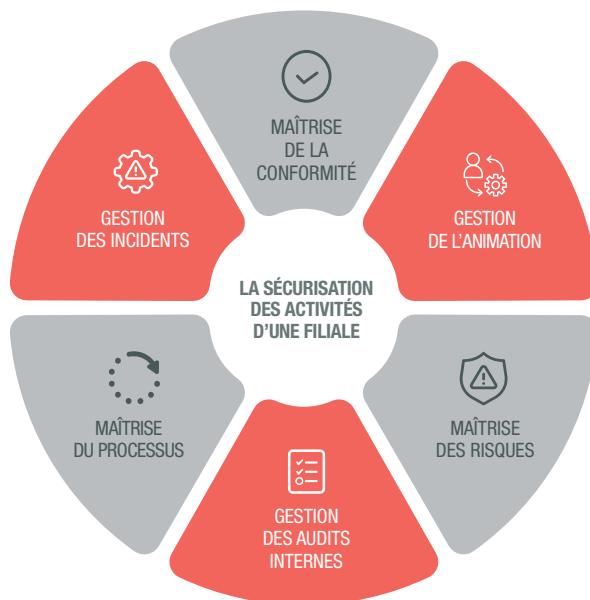 MAÎTRISE
DE LA
CONFORMITÉ
GESTION
DES INCIDENTS
GESTION
DE L'ANIMATION
LA SÉCURISATION
DES ACTIVITÉS
D'UNE FILIALE
MAÎTRISE
DU PROCESSUS
MAÎTRISE
DES RISQUES
GESTION
DES AUDITS
INTERNES